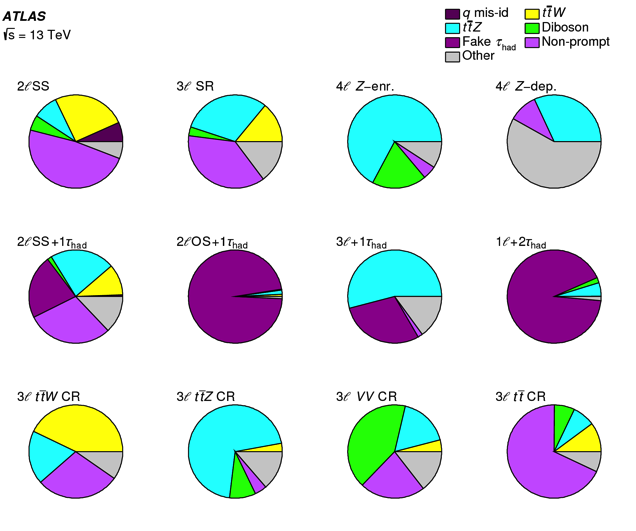 ATLAS
√s = 13 TeV
q mis-id
tt̄W
tt̄Z
Diboson
Fake τhad
Non-prompt
Other
2ℓSS
3ℓ SR
4ℓ Z-enr.
4ℓ Z-dep.
2ℓSS+1τhad
2ℓOS+1τhad
3ℓ+1τhad
1ℓ+2τhad
3ℓ tt̄W CR
3ℓ tt̄Z CR
3ℓ VV CR
3ℓ tt̄ CR